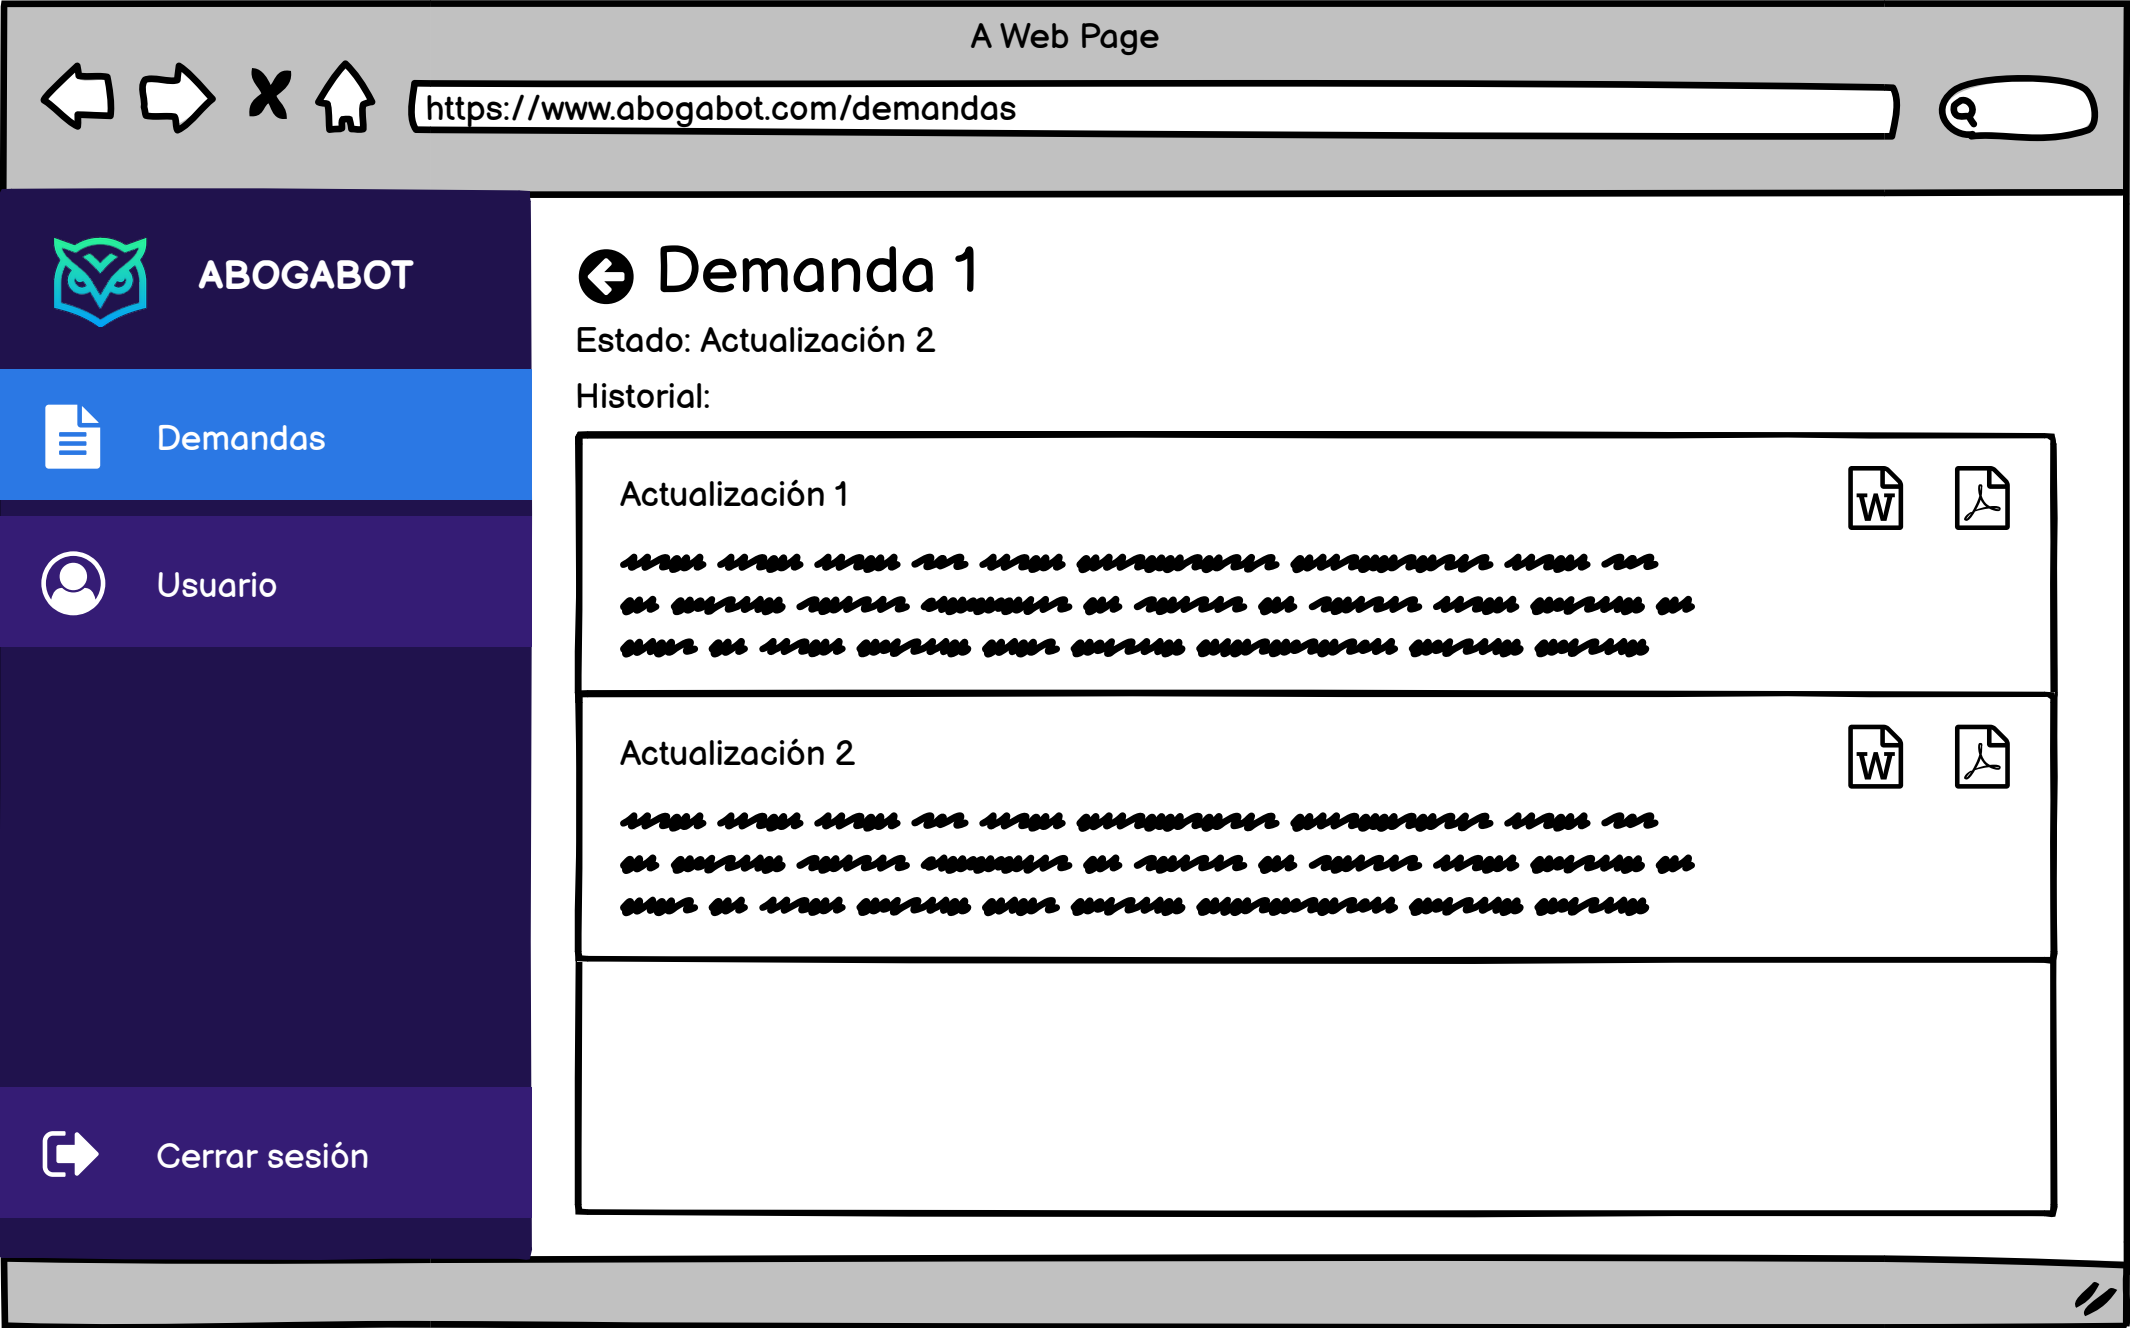 A Web Page
https://www.abogabot.com/demandas
ABOGABOT
Demandas
Usuario
Cerrar sesión
Demanda 1
Estado: Actualización 2
Historial:
Actualización 1
W
Actualización 2
W